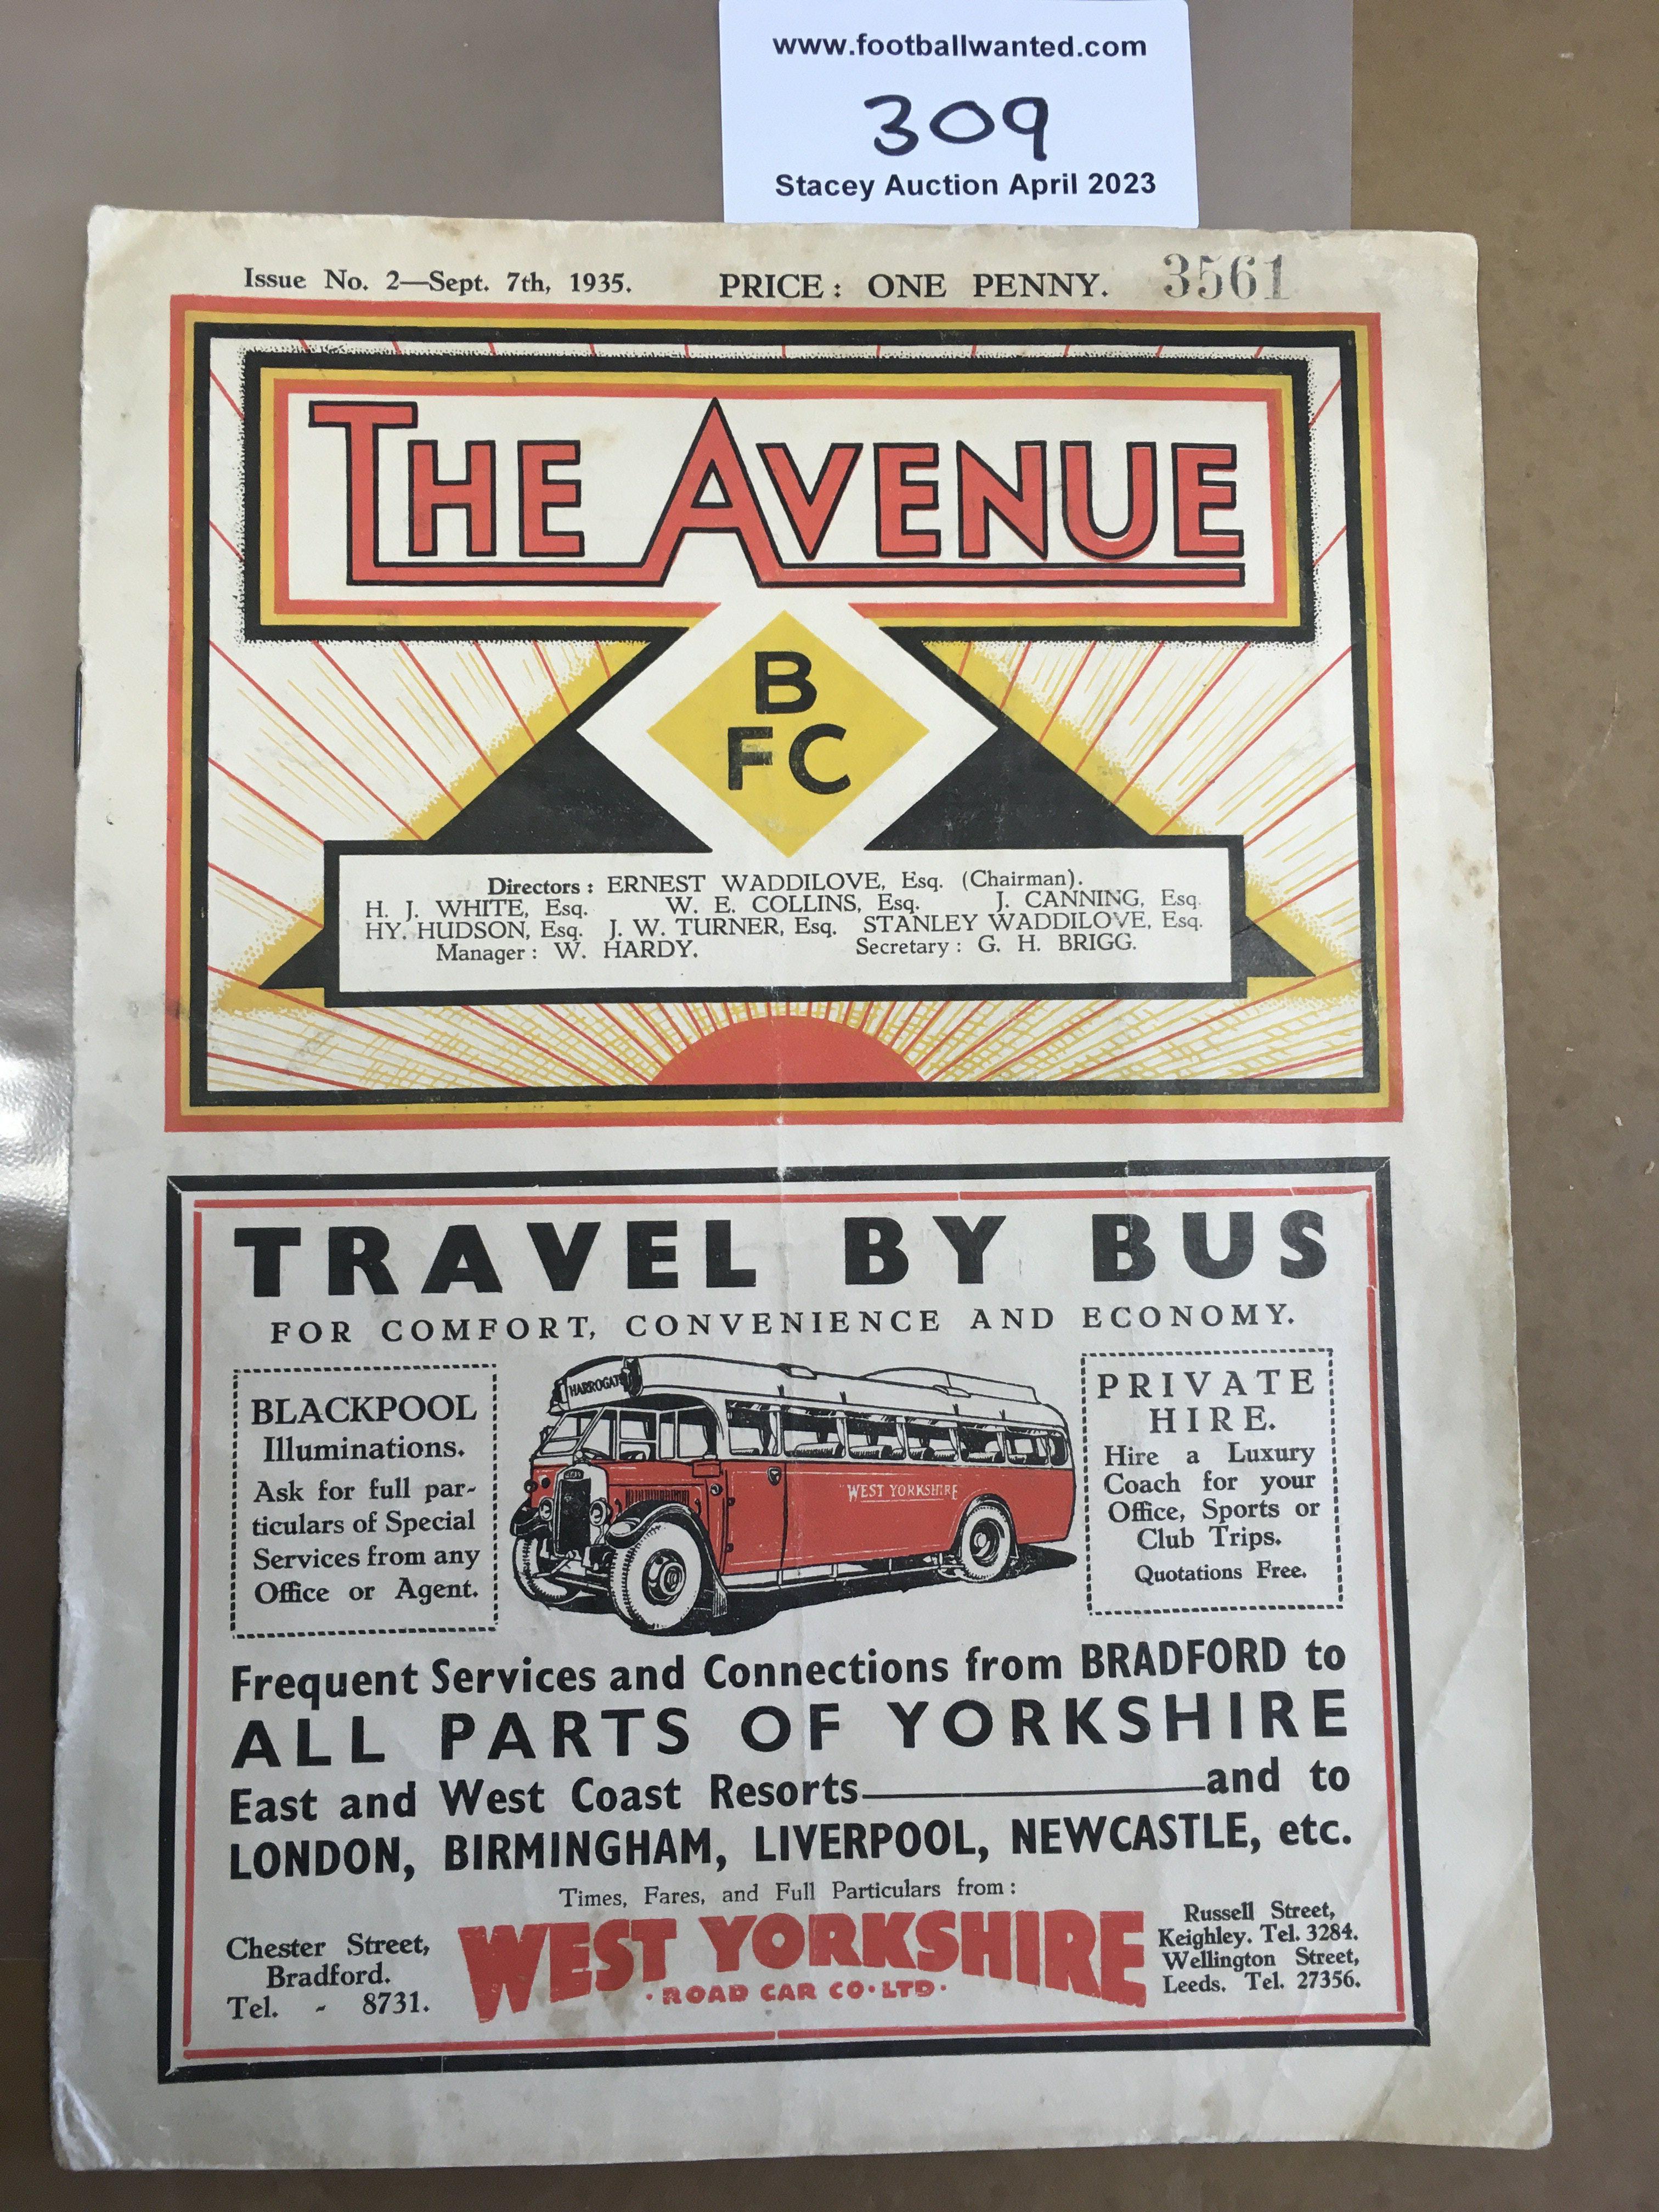 www.footballwanted.com
309
Stacey Auction April 2023
Issue No. 2—Sept. 7th, 1935. PRICE: ONE PENNY. 3561
THE AVENUE
B
FC
Directors: ERNEST WADDILOVE, Esq. (Chairman).
H. J. WHITE, Esq. W. E. COLLINS, Esq. J. CANNING, Esq.
HY. HUDSON, Esq. J. W. TURNER, Esq. STANLEY WADDILOVE, Esq.
Manager: W. HARDY. Secretary: G. H. BRIGG.
TRAVEL BY BUS
FOR COMFORT, CONVENIENCE AND ECONOMY.
BLACKPOOL
Illuminations.
Ask for full par-
ticulars of Special
Services from any
Office or Agent.
HARROGATE
WEST YORKSHIRE
PRIVATE
HIRE.
Hire a Luxury
Coach for your
Office, Sports or
Club Trips.
Quotations Free.
Frequent Services and Connections from BRADFORD to
ALL PARTS OF YORKSHIRE
East and West Coast Resorts————and to
LONDON, BIRMINGHAM, LIVERPOOL, NEWCASTLE, etc.
Times, Fares, and Full Particulars from:
Chester Street,
Bradford.
Tel. - 8731.
WEST YORKSHIRE
·ROAD CAR CO·LTD·
Russell Street,
Keighley. Tel. 3284.
Wellington Street,
Leeds. Tel. 27356.